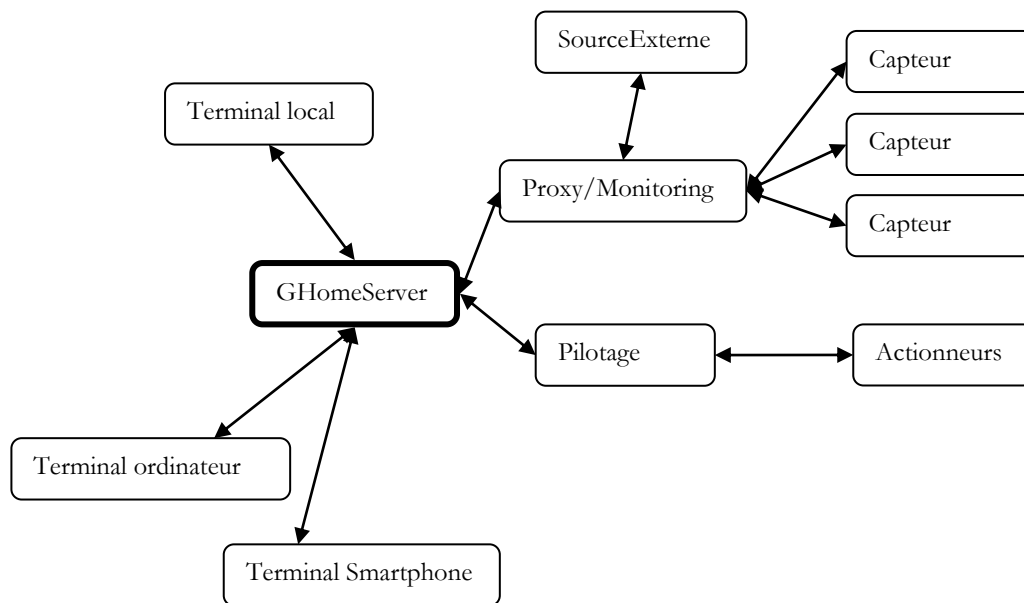 SourceExterne
Capteur
Terminal local
Capteur
Proxy/Monitoring
Capteur
GHomeServer
Pilotage
Actionneurs
Terminal ordinateur
Terminal Smartphone